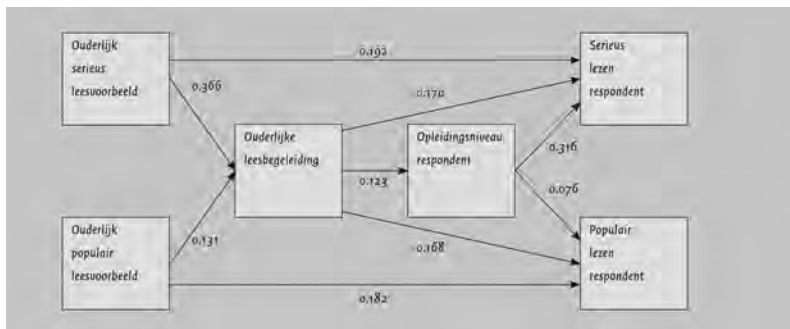 Ouderlijk
serieus
leesvoorbeeld
0.192
Serieus
lezen
respondent
0.366
0.170
Ouderlijke
leesbegeleiding
Opleidingsniveau
respondent
0.316
0.123
0.076
Ouderlijk
populair
leesvoorbeeld
0.131
0.168
Populair
lezen
respondent
0.182